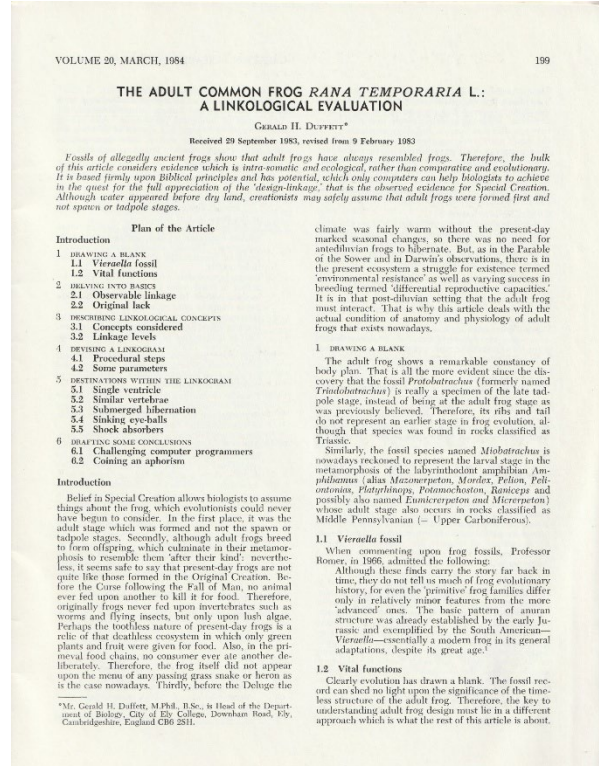 VOLUME 20, MARCH, 1984
199
THE ADULT COMMON FROG RANA TEMPORARIA L.:
A LINKOLOGICAL EVALUATION
GERALD H. DUFFETT*
Received 29 September 1983, revised from 9 February 1983
Fossils of allegedly ancient frogs show that adult frogs have always resembled frogs. Therefore, the bulk
of this article considers evidence which is intra-somatic and ecological, rather than comparative and evolutionary.
It is based firmly upon Biblical principles and has potential, which only computers can help biologists to achieve
in the quest for the full appreciation of the 'design-linkage,' that is the observed evidence for Special Creation.
Although water appeared before dry land, creationists may safely assume that adult frogs were formed first and
not spawn or tadpole stages.
Plan of the Article
Introduction
1 DRAWING A BLANK
1.1 Vieraella fossil
1.2 Vital functions
2 DELVING INTO BASICS
2.1 Observable linkage
2.2 Original lack
3 DESCRIBING LINKOLOGICAL CONCEPTS
3.1 Concepts considered
3.2 Linkage levels
4 DEVISING A LINKOGRAM
4.1 Procedural steps
4.2 Some parameters
5 DESTINATIONS WITHIN THE LINKOGRAM
5.1 Single ventricle
5.2 Similar vertebrae
5.3 Submerged hibernation
5.4 Sinking eye-balls
5.5 Shock absorbers
6 DRAFTING SOME CONCLUSIONS
6.1 Challenging computer programmers
6.2 Coining an aphorism
Introduction
Belief in Special Creation allows biologists to assume
things about the frog, which evolutionists could never
have begun to consider. In the first place, it was the
adult stage which was formed and not the spawn or
tadpole stages. Secondly, although adult frogs breed
to form offspring, which culminate in their metamor-
phosis to resemble them 'after their kind': neverthe-
less, it seems safe to say that present-day frogs are not
quite like those formed in the Original Creation. Be-
fore the Curse following the Fall of Man, no animal
ever fed upon another to kill it for food. Therefore,
originally frogs never fed upon invertebrates such as
worms and flying insects, but only upon lush algae.
Perhaps the toothless nature of present-day frogs is a
relic of that deathless ecosystem in which only green
plants and fruit were given for food. Also, in the pri-
meval food chains, no consumer ever ate another de-
liberately. Therefore, the frog itself did not appear
upon the menu of any passing grass snake or heron as
is the case nowadays. Thirdly, before the Deluge the
*Mr. Gerald H. Duffett, M.Phil., B.Sc., is Head of the Depart-
ment of Biology, City of Ely College, Downham Road, Ely,
Cambridgeshire, England CB6 2SH.
climate was fairly warm without the present-day
marked seasonal changes, so there was no need for
antediluvian frogs to hibernate. But, as in the Parable
of the Sower and in Darwin's observations, there is in
the present ecosystem a struggle for existence termed
'environmental resistance' as well as varying success in
breeding termed 'differential reproductive capacities.'
It is in that post-diluvian setting that the adult frog
must interact. That is why this article deals with the
actual condition of anatomy and physiology of adult
frogs that exists nowadays.
1 DRAWING A BLANK
The adult frog shows a remarkable constancy of
body plan. That is all the more evident since the dis-
covery that the fossil Protobatrachus (formerly named
Triadobatrachus) is really a specimen of the late tad-
pole stage, instead of being at the adult frog stage as
was previously believed. Therefore, its ribs and tail
do not represent an earlier stage in frog evolution, al-
though that species was found in rocks classified as
Triassic.
Similarly, the fossil species named Miobatrachus is
nowadays reckoned to represent the larval stage in the
metamorphosis of the labyrinthodont amphibian Am-
phibamus (alias Mazonerpeton, Mordex, Pelion, Peli-
ontonias, Platyrhinops, Potamochoston, Raniceps and
possibly also named Eumicrerpeton and Micrerpeton)
whose adult stage also occurs in rocks classified as
Middle Pennsylvanian (= Upper Carboniferous).
1.1 Vieraella fossil
When commenting upon frog fossils, Professor
Romer, in 1966, admitted the following:
Although these finds carry the story far back in
time, they do not tell us much of frog evolutionary
history, for even the 'primitive' frog families differ
only in relatively minor features from the more
'advanced' ones. The basic pattern of anuran
structure was already established by the early Ju-
rassic and exemplified by the South American—
Vieraella—essentially a modern frog in its general
adaptations, despite its great age.1
1.2 Vital functions
Clearly evolution has drawn a blank. The fossil rec-
ord can shed no light upon the significance of the time-
less structure of the adult frog. Therefore, the key to
understanding adult frog design must lie in a different
approach which is what the rest of this article is about.